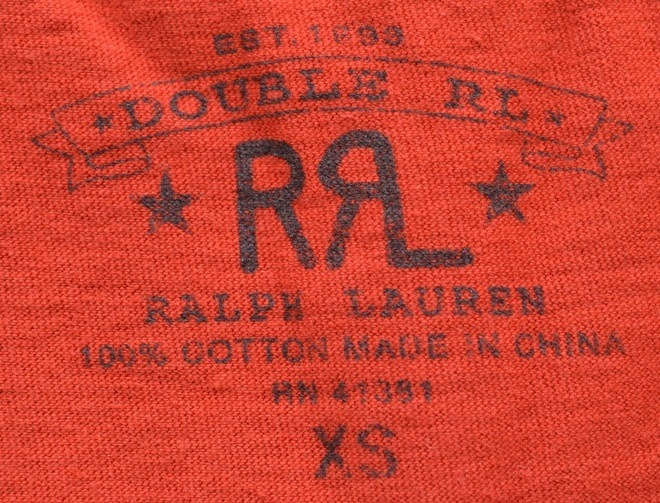 EST. 1993
★ DOUBLE RL ★
★ RRL ★
RALPH LAUREN
100% COTTON MADE IN CHINA
RN 41381
XS